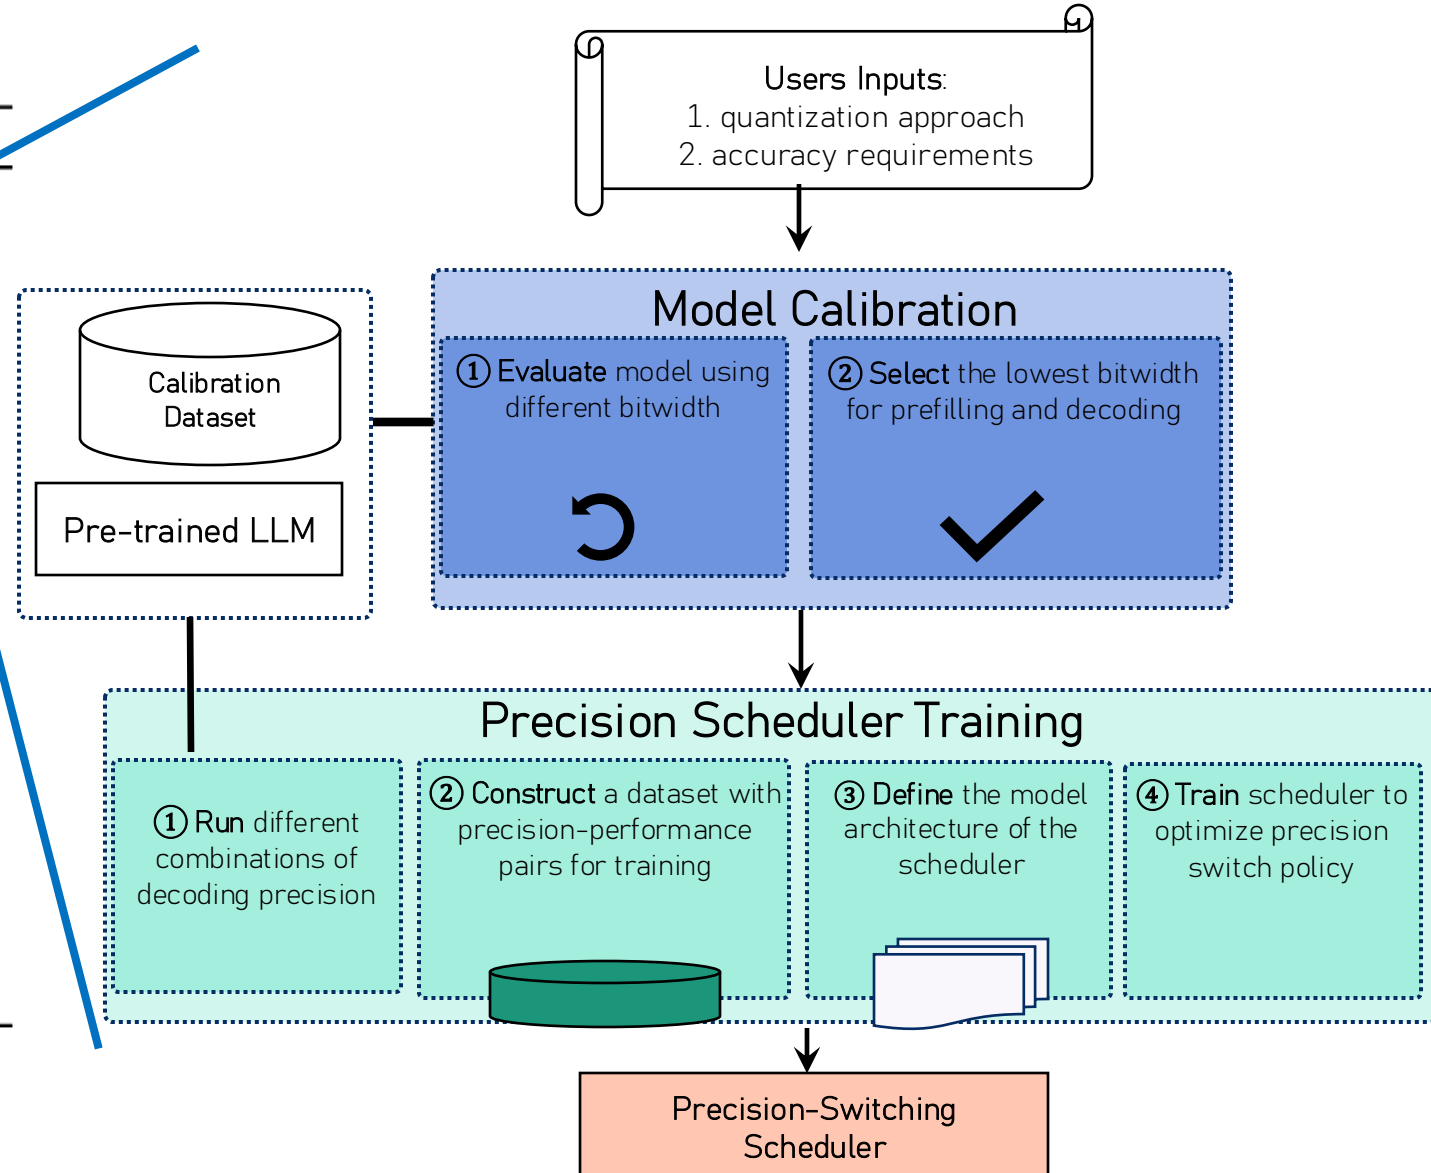 Users Inputs:
1. quantization approach
2. accuracy requirements
Model Calibration
Calibration
Dataset
Pre-trained LLM
① Evaluate model using
different bitwidth
② Select the lowest bitwidth
for prefilling and decoding
Precision Scheduler Training
① Run different
combinations of
decoding precision
② Construct a dataset with
precision-performance
pairs for training
③ Define the model
architecture of the
scheduler
④ Train scheduler to
optimize precision
switch policy
Precision-Switching
Scheduler